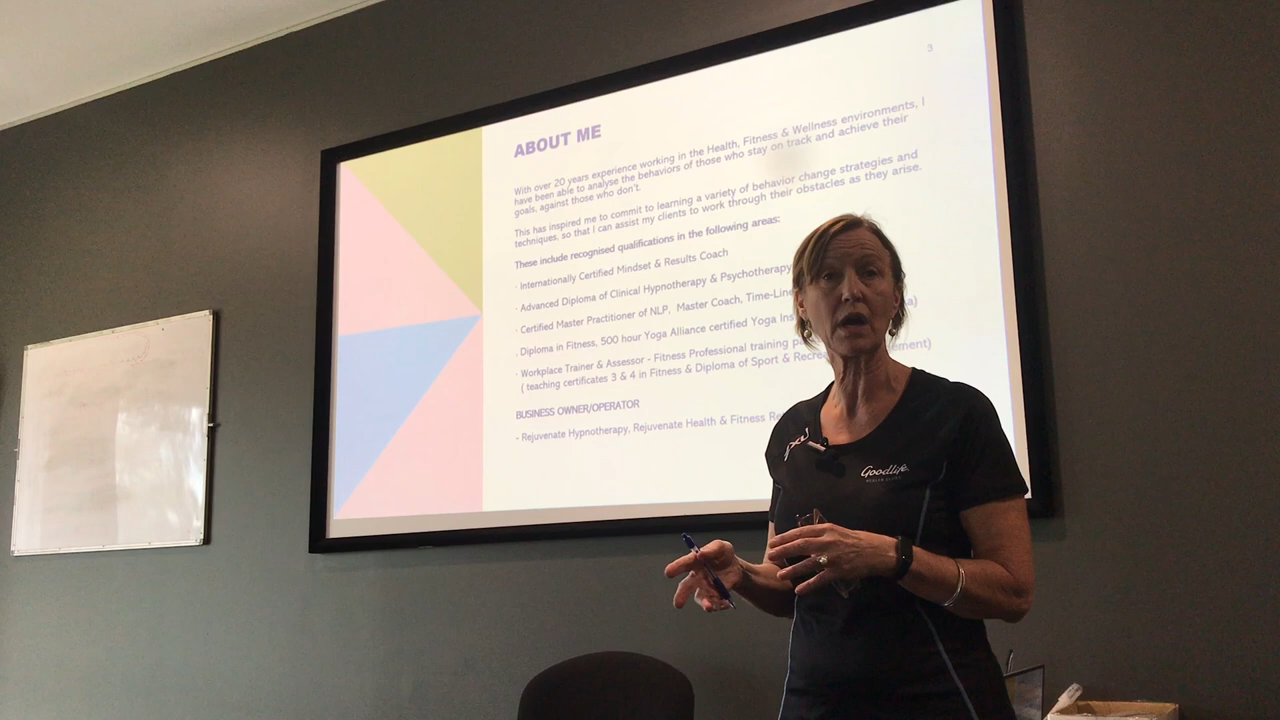 3
ABOUT ME
With over 20 years experience working in the Health, Fitness & Wellness environments, I
have been able to analyse the behaviors of those who stay on track and achieve their
goals, against those who don't.
This has inspired me to commit to learning a variety of behavior change strategies and
techniques, so that I can assist my clients to work through their obstacles as they arise.
These include recognised qualifications in the following areas:
· Internationally Certified Mindset & Results Coach
· Advanced Diploma of Clinical Hypnotherapy & Psychotherapy
· Certified Master Practitioner of NLP, Master Coach, Time-Line
· Diploma in Fitness, 500 hour Yoga Alliance certified Yoga
· Workplace Trainer & Assessor - Fitness Professional training
( teaching certificates 3 & 4 in Fitness & Diploma of Sport &
BUSINESS OWNER/OPERATOR
- Rejuvenate Hypnotherapy, Rejuvenate Health & Fitness
Goodlife
HEALTH CLUBS